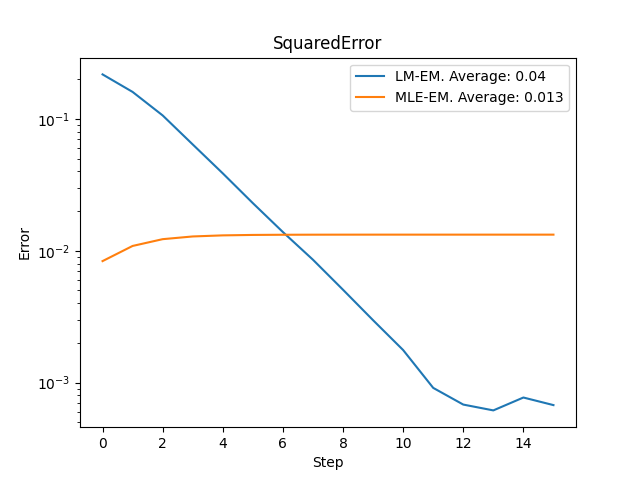 SquaredError
LM-EM. Average: 0.04
MLE-EM. Average: 0.013
Error
10⁻¹
10⁻²
10⁻³
0 2 4 6 8 10 12 14
Step